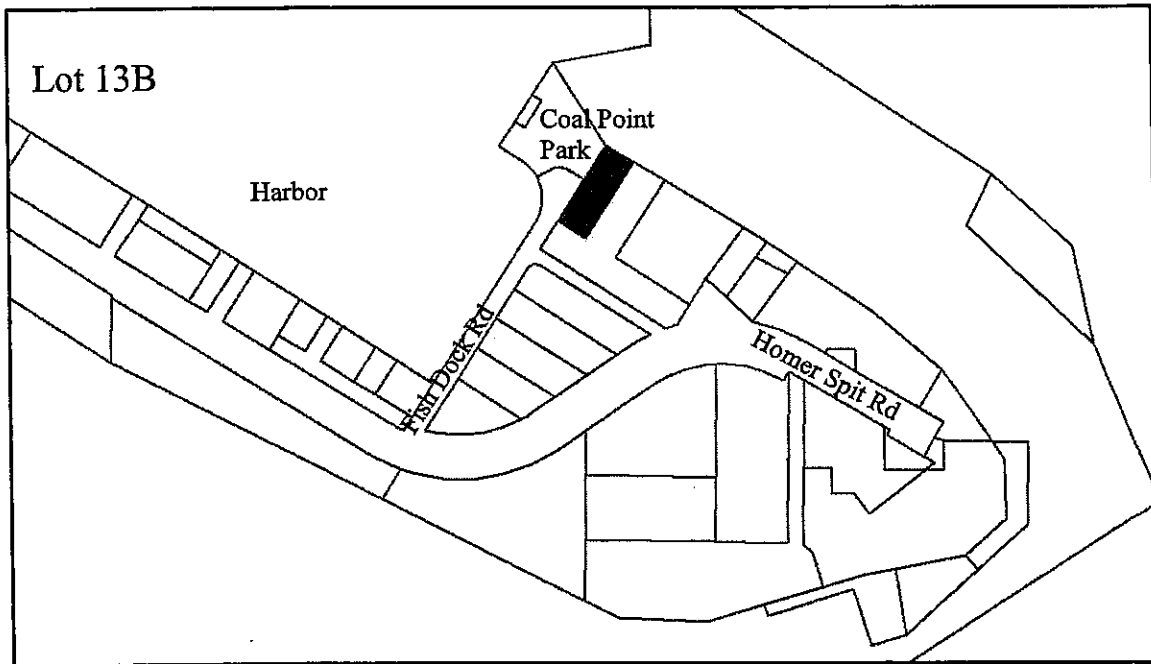 Lot 13B
Coal Point
Park
Harbor
Fish Dock Rd
Homer Spit Rd